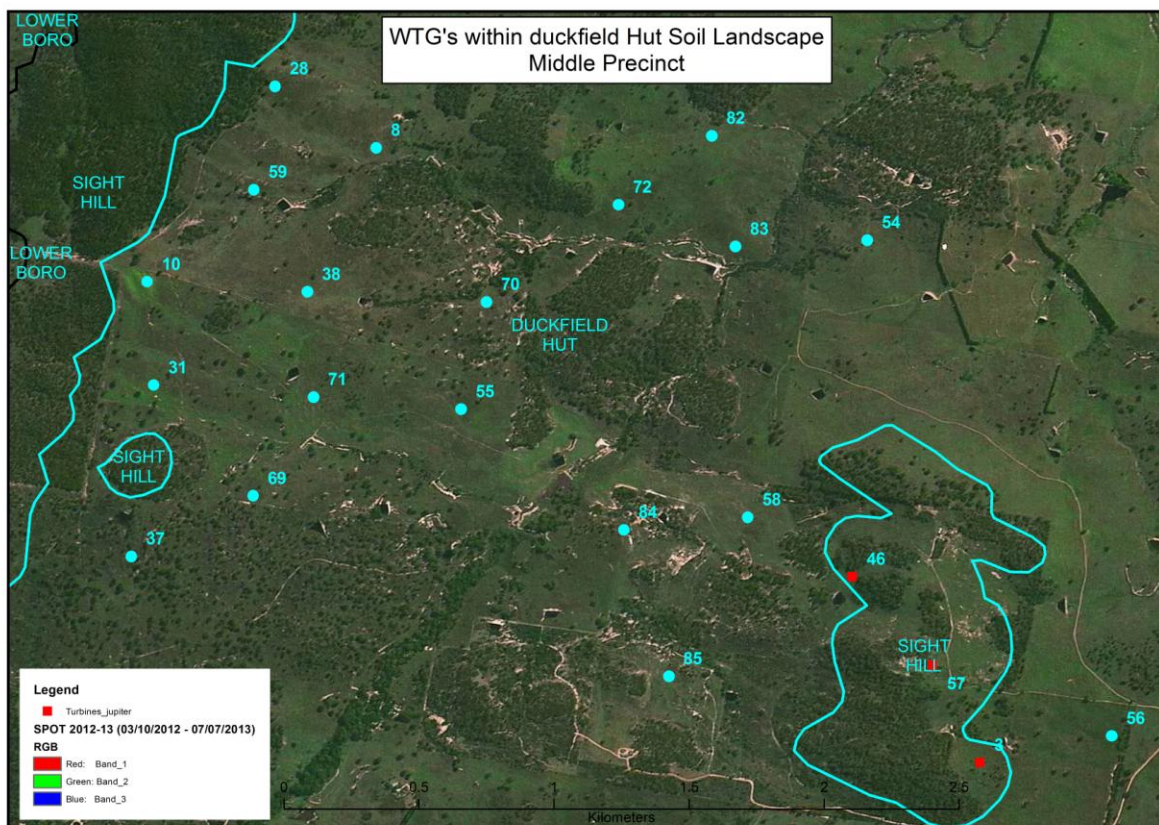 WTG's within duckfield Hut Soil Landscape
Middle Precinct
LOWER
BORO
28
8
82
59
SIGHT
HILL
72
83
54
LOWER
BORO
10
38
70
DUCKFIELD
HUT
31
71
55
SIGHT
HILL
69
58
84
37
46
SIGHT
HILL
57
85
56
3
Legend
Turbines_jupiter
SPOT 2012-13 (03/10/2012 - 07/07/2013)
RGB
Red: Band_1
Green: Band_2
Blue: Band_3
0 0.5 1 1.5 2 2.5
Kilometers